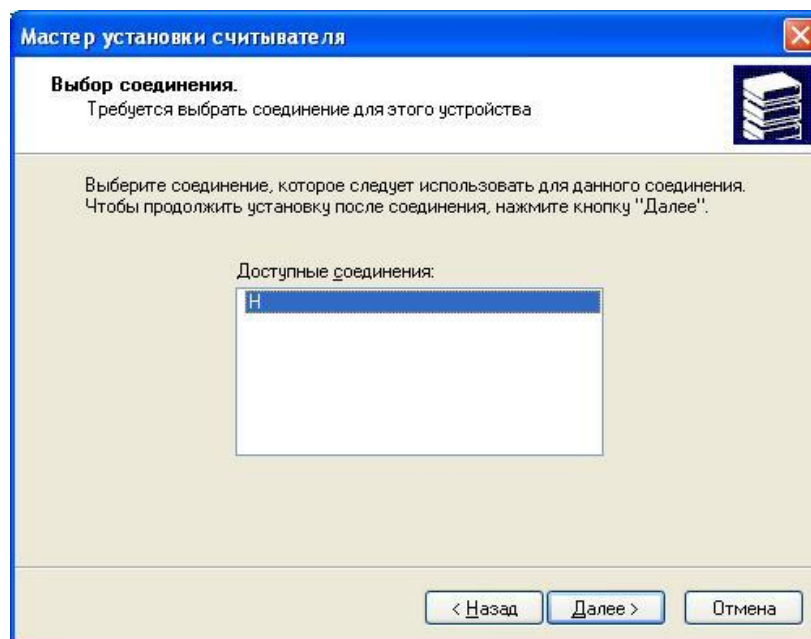 Мастер установки считывателя
Выбор соединения.
Требуется выбрать соединение для этого устройства
Выберите соединение, которое следует использовать для данного соединения.
Чтобы продолжить установку после соединения, нажмите кнопку "Далее".
Доступные соединения:
H
< Назад Далее > Отмена